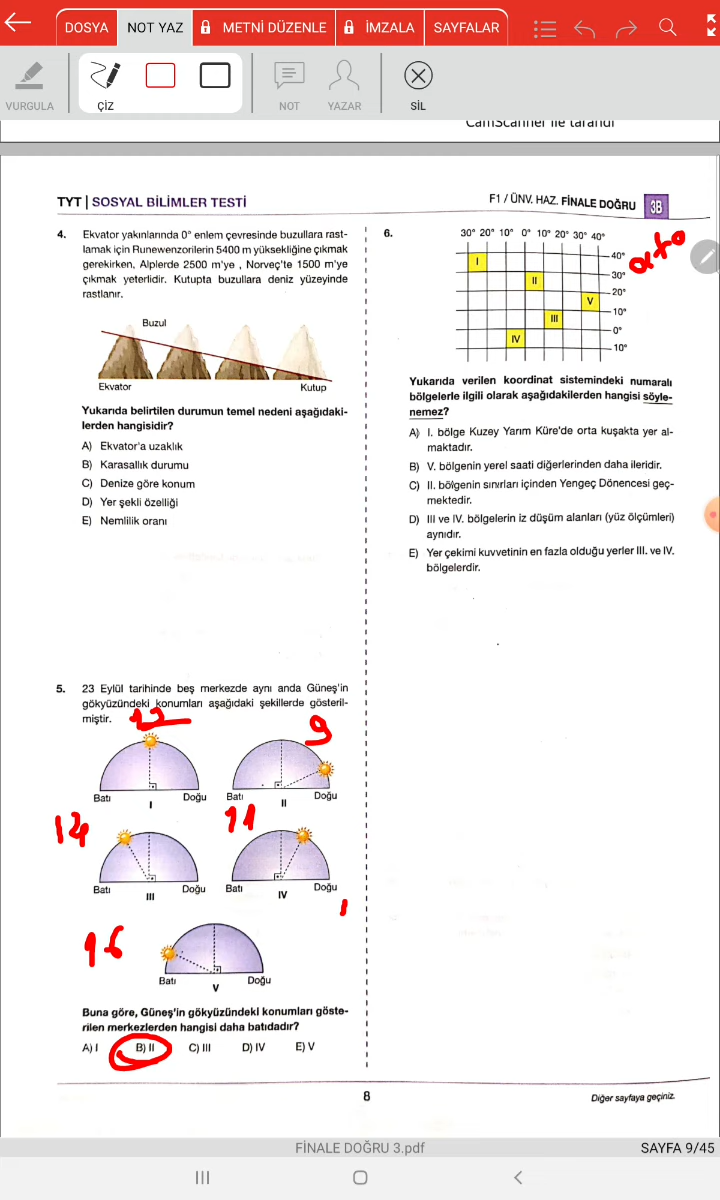 DOSYA NOT YAZ METNİ DÜZENLE İMZALA SAYFALAR
VURGULA ÇİZ NOT YAZAR SİL
CamScanner ile tarandı
TYT | SOSYAL BİLİMLER TESTİ
F1 / ÜNV. HAZ. FİNALE DOĞRU 3B
4. Ekvator yakınlarında 0° enlem çevresinde buzullara rast-
lamak için Runewenzorilerin 5400 m yüksekliğine çıkmak
gerekirken, Alplerde 2500 m'ye , Norveç'te 1500 m'ye
çıkmak yeterlidir. Kutupta buzullara deniz yüzeyinde
rastlanır.
Buzul
Ekvator Kutup
Yukarıda belirtilen durumun temel nedeni aşağıdaki-
lerden hangisidir?
A) Ekvator'a uzaklık
B) Karasallık durumu
C) Denize göre konum
D) Yer şekli özelliği
E) Nemlilik oranı
5. 23 Eylül tarihinde beş merkezde aynı anda Güneş'in
gökyüzündeki konumları aşağıdaki şekillerde gösteril-
miştir.
12
9
Batı Doğu Batı Doğu
I II
14
11
Batı Doğu Batı Doğu
III IV
16
Batı Doğu
V
Buna göre, Güneş'in gökyüzündeki konumları göste-
rilen merkezlerden hangisi daha batıdadır?
A) I B) II C) III D) IV E) V
6.
30° 20° 10° 0° 10° 20° 30° 40°
40°
30°
20°
10°
0°
10°
I
II
V
III
IV
orta
Yukarıda verilen koordinat sistemindeki numaralı
bölgelerle ilgili olarak aşağıdakilerden hangisi söyle-
nemez?
A) I. bölge Kuzey Yarım Küre'de orta kuşakta yer al-
maktadır.
B) V. bölgenin yerel saati diğerlerinden daha ileridir.
C) II. bölgenin sınırları içinden Yengeç Dönencesi geç-
mektedir.
D) III ve IV. bölgelerin iz düşüm alanları (yüz ölçümleri)
aynıdır.
E) Yer çekimi kuvvetinin en fazla olduğu yerler III. ve IV.
bölgelerdir.
8
Diğer sayfaya geçiniz.
FİNALE DOĞRU 3.pdf
SAYFA 9/45